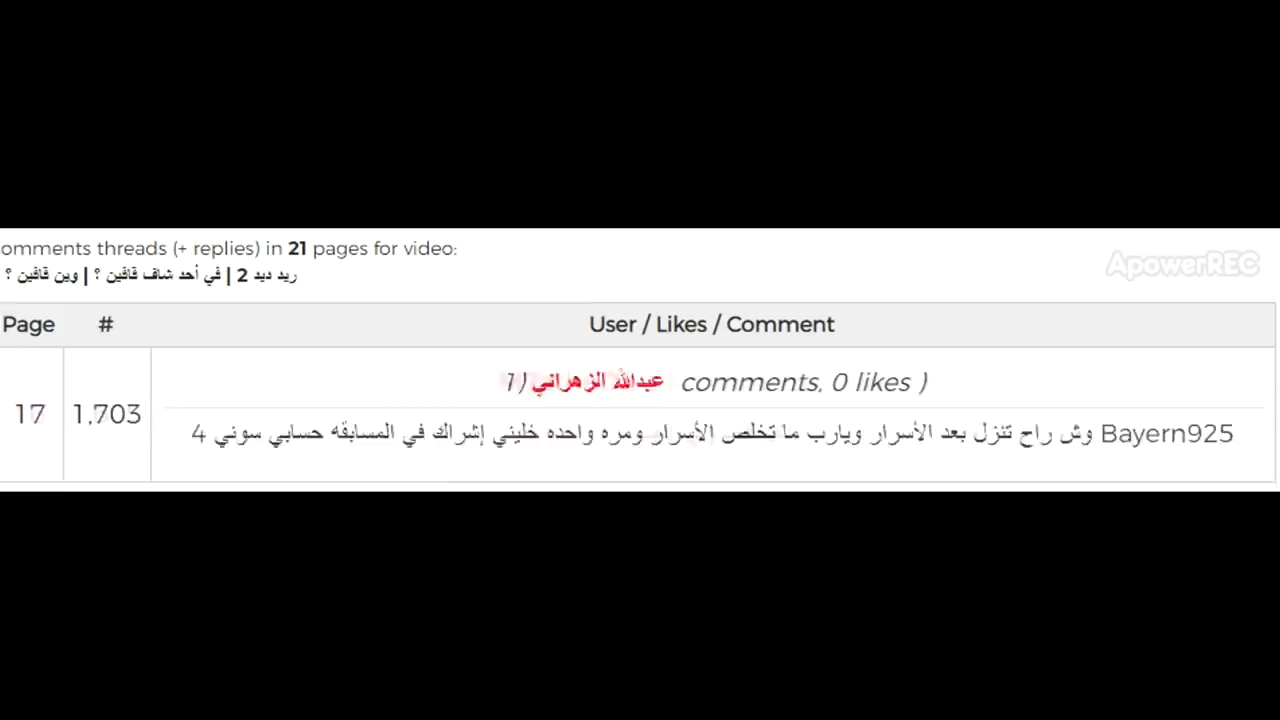 omments threads (+ replies) in 21 pages for video:
ريد ديد 2 | في أحد شاف قافين ؟ | وين قافين ؟
ApowerREC
Page # User / Likes / Comment
عبدالله الزهراني (1 comments, 0 likes )
17 1,703
Bayern925 وش راح تنزل بعد الأسرار ويارب ما تخلص الأسرار ومره واحده خليني إشراك في المسابقه حسابي سوني 4